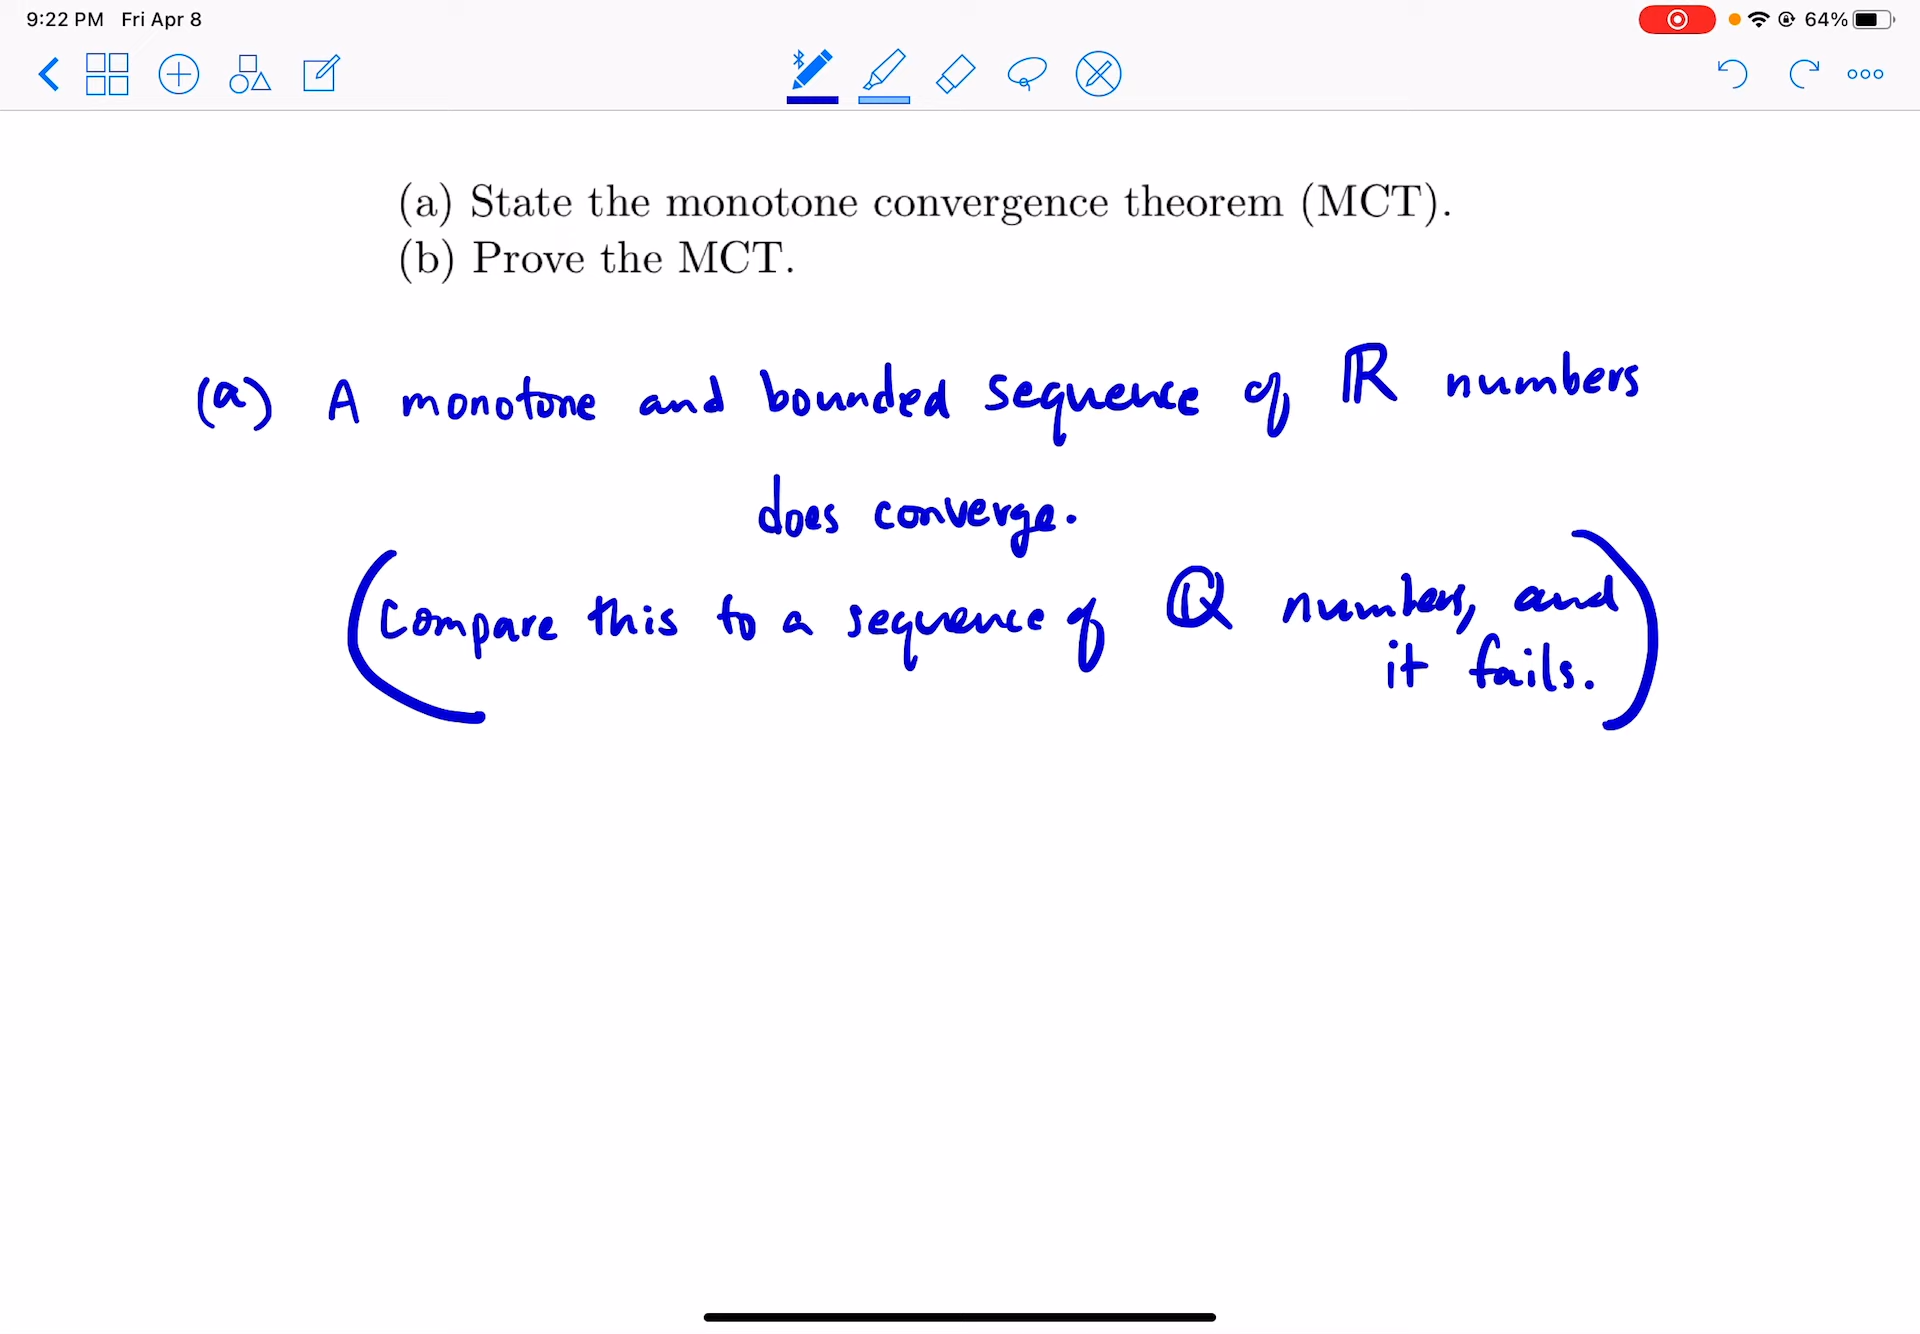 9:22 PM Fri Apr 8 64%
(a) State the monotone convergence theorem (MCT).
(b) Prove the MCT.
(a) A monotone and bounded sequence of ℝ numbers
does converge.
(Compare this to a sequence of ℚ numbers, and
it fails.)